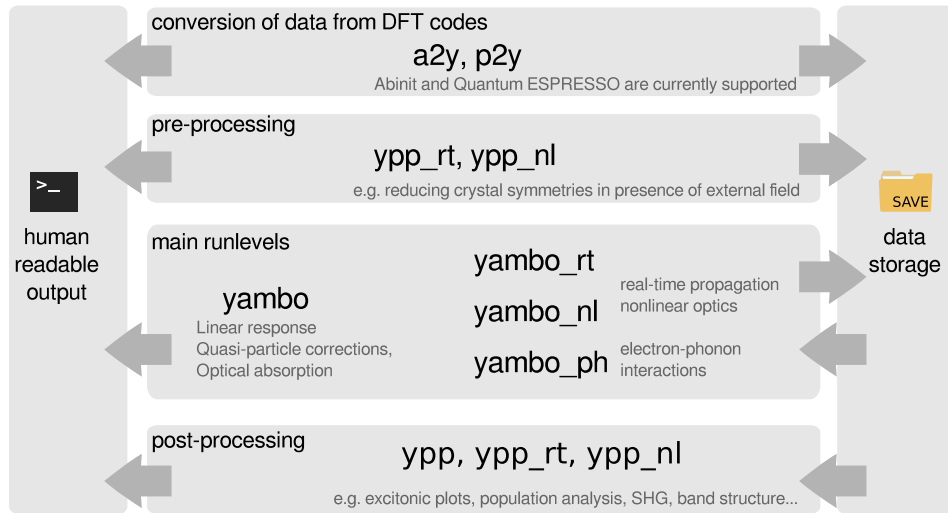 conversion of data from DFT codes
a2y, p2y
Abinit and Quantum ESPRESSO are currently supported
pre-processing
ypp_rt, ypp_nl
e.g. reducing crystal symmetries in presence of external field
>_
human
readable
output
SAVE
data
storage
main runlevels
yambo
Linear response
Quasi-particle corrections,
Optical absorption
yambo_rt
yambo_nl
real-time propagation
nonlinear optics
yambo_ph
electron-phonon
interactions
post-processing
ypp, ypp_rt, ypp_nl
e.g. excitonic plots, population analysis, SHG, band structure...